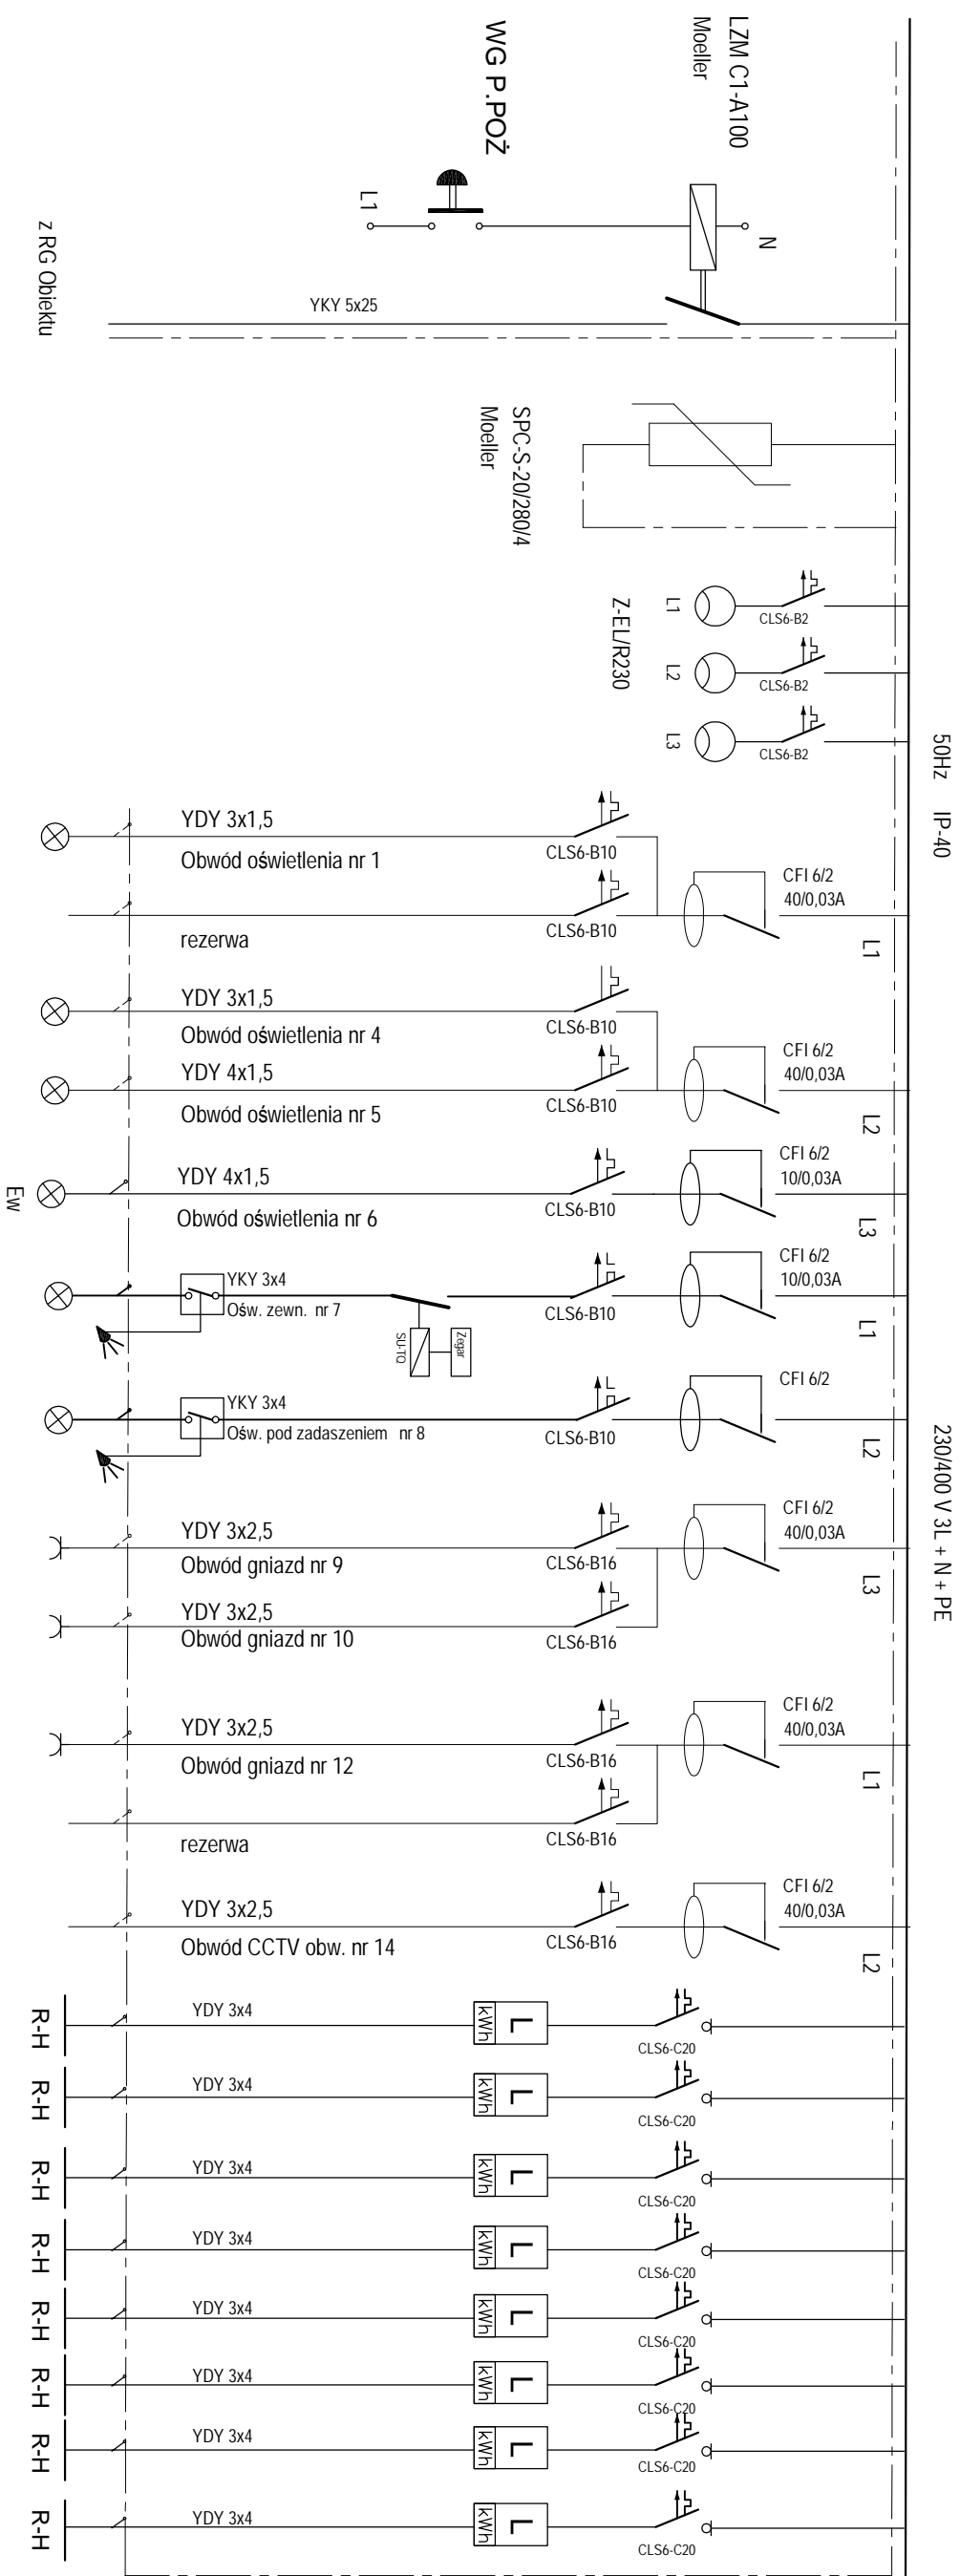 50Hz IP-40
230/400 V 3L + N + PE
LZM C1-A100
Moeller
WG P.POŻ
L1
N
z RG Obiektu
YKY 5x25
SPC-S-20/280/4
Moeller
Z-EL/R230
L1
CLS6-B2
L2
CLS6-B2
L3
CLS6-B2
YDY 3x1,5
Obwód oświetlenia nr 1
CLS6-B10
CFI 6/2
40/0,03A
L1
rezerwa
CLS6-B10
YDY 3x1,5
Obwód oświetlenia nr 4
CLS6-B10
CFI 6/2
40/0,03A
L2
YDY 4x1,5
Obwód oświetlenia nr 5
CLS6-B10
Ew
YDY 4x1,5
Obwód oświetlenia nr 6
CLS6-B10
CFI 6/2
10/0,03A
L3
YKY 3x4
Ośw. zewn. nr 7
SU-TQ
Zegar
CLS6-B10
CFI 6/2
10/0,03A
L1
YKY 3x4
Ośw. pod zadaszeniem nr 8
CLS6-B10
CFI 6/2
L2
YDY 3x2,5
Obwód gniazd nr 9
CLS6-B16
CFI 6/2
40/0,03A
L3
YDY 3x2,5
Obwód gniazd nr 10
CLS6-B16
YDY 3x2,5
Obwód gniazd nr 12
CLS6-B16
CFI 6/2
40/0,03A
L1
rezerwa
CLS6-B16
YDY 3x2,5
Obwód CCTV obw. nr 14
CLS6-B16
CFI 6/2
40/0,03A
L2
R-H
YDY 3x4
kWh
L
CLS6-C20
R-H
YDY 3x4
kWh
L
CLS6-C20
R-H
YDY 3x4
kWh
L
CLS6-C20
R-H
YDY 3x4
kWh
L
CLS6-C20
R-H
YDY 3x4
kWh
L
CLS6-C20
R-H
YDY 3x4
kWh
L
CLS6-C20
R-H
YDY 3x4
kWh
L
CLS6-C20
R-H
YDY 3x4
kWh
L
CLS6-C20